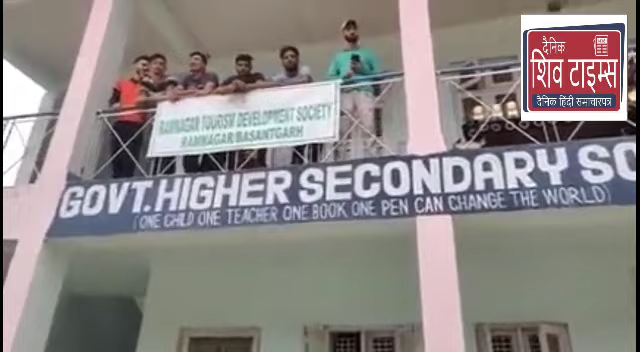 दैनिक
शिव टाइम्स
दैनिक हिंदी समाचारपत्र
RAMNAGAR TOURISM DEVELOPMENT SOCIETY
RAMNAGAR/BASANTGARH
GOVT.HIGHER SECONDARY SC
(ONE CHILD ONE TEACHER ONE BOOK ONE PEN CAN CHANGE THE WORLD)